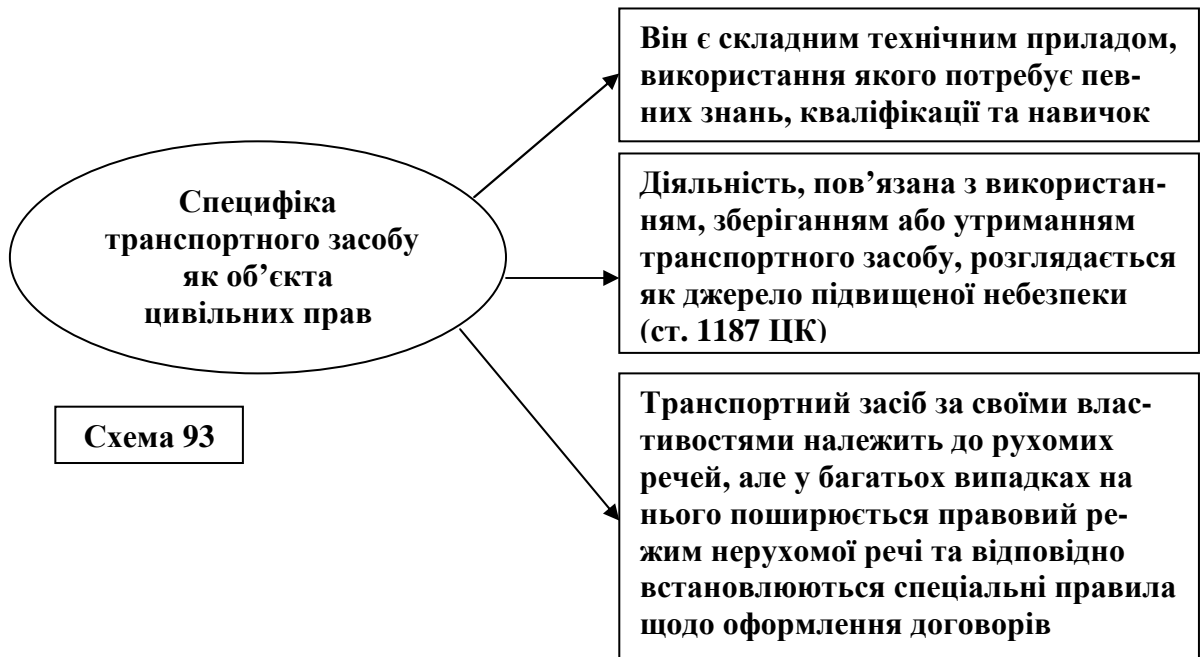 Він є складним технічним приладом,
використання якого потребує пев-
них знань, кваліфікації та навичок
Специфіка
транспортного засобу
як об’єкта
цивільних прав
Діяльність, пов’язана з використан-
ням, зберіганням або утриманням
транспортного засобу, розглядається
як джерело підвищеної небезпеки
(ст. 1187 ЦК)
Транспортний засіб за своїми влас-
тивостями належить до рухомих
речей, але у багатьох випадках на
нього поширюється правовий ре-
жим нерухомої речі та відповідно
встановлюються спеціальні правила
щодо оформлення договорів
Схема 93